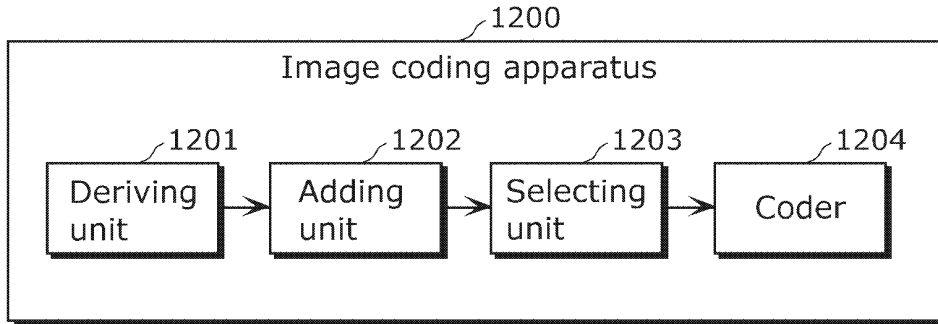 1200
Image coding apparatus
1201
1202
1203
1204
Deriving
unit
Adding
unit
Selecting
unit
Coder